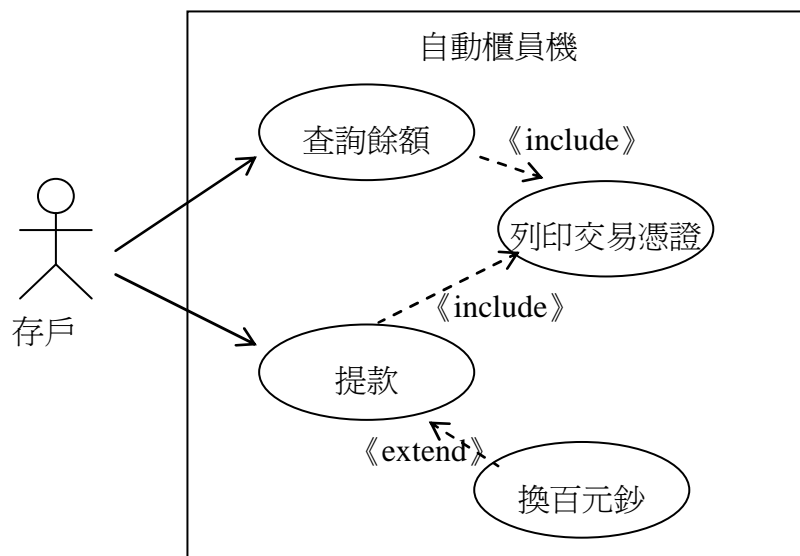 自動櫃員機
查詢餘額
《include》
列印交易憑證
《include》
存戶
提款
《extend》
換百元鈔